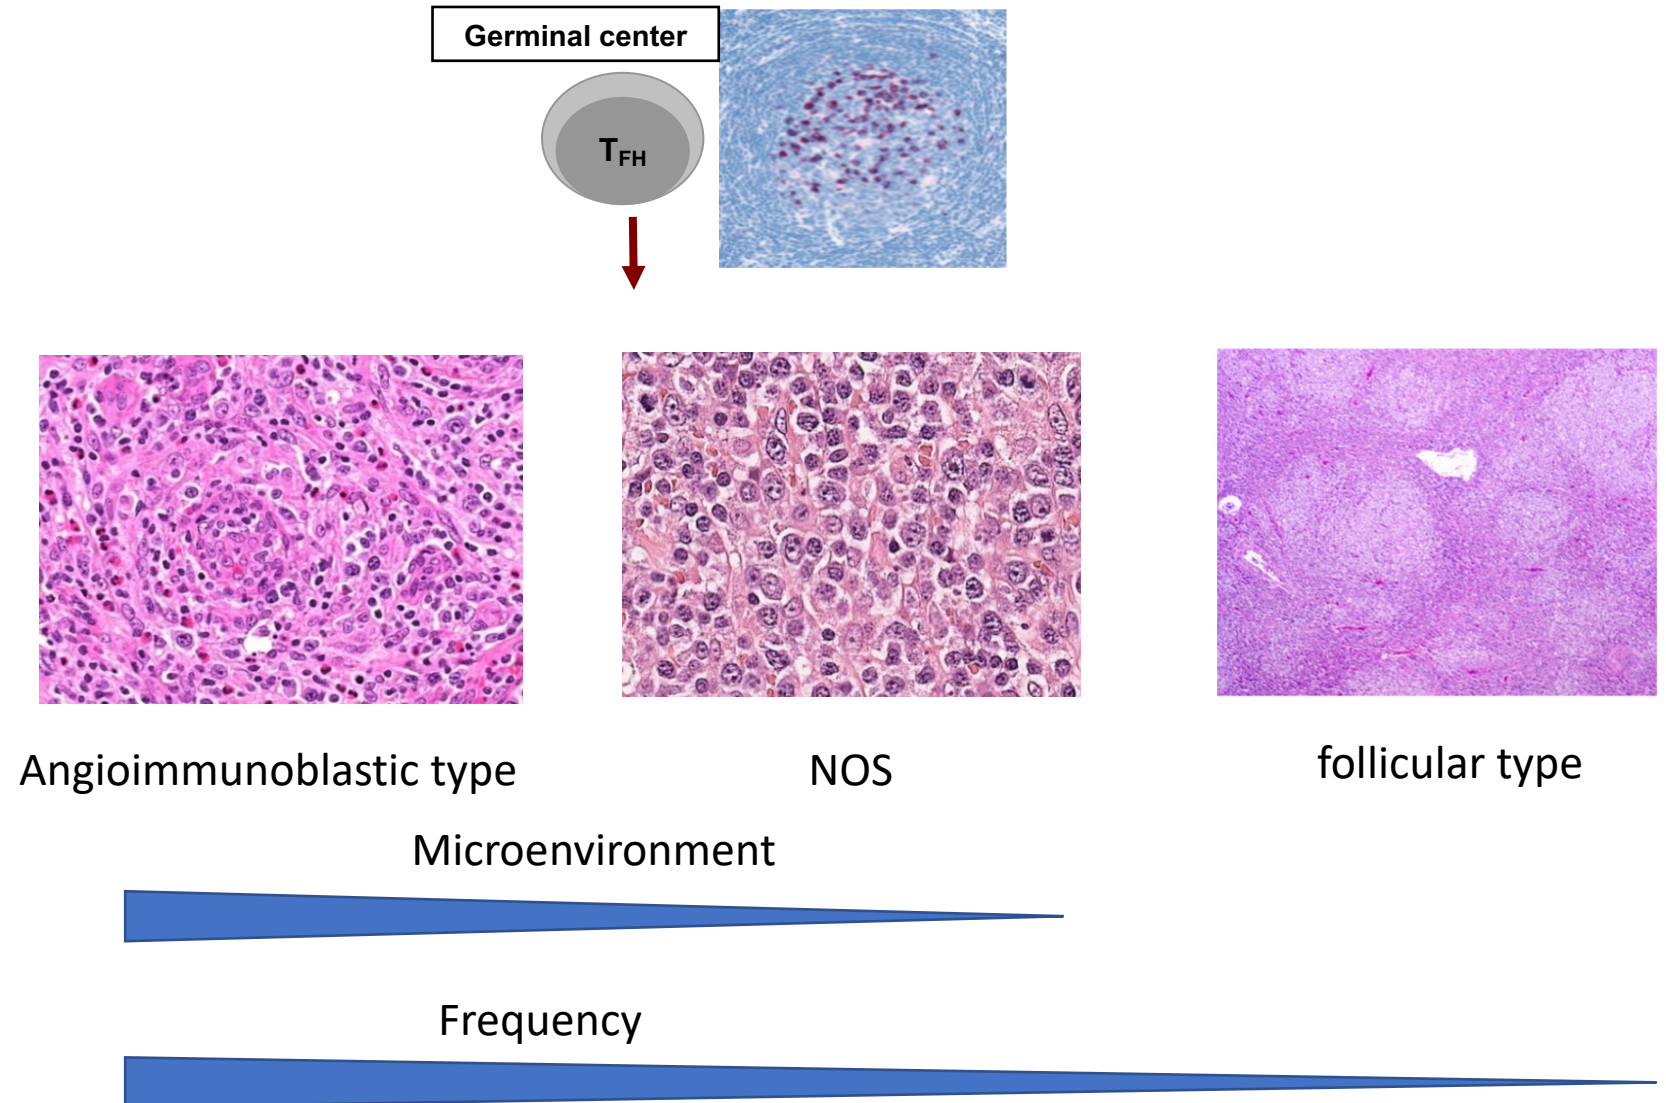 Germinal center
TFH
Angioimmunoblastic type
NOS
follicular type
Microenvironment
Frequency